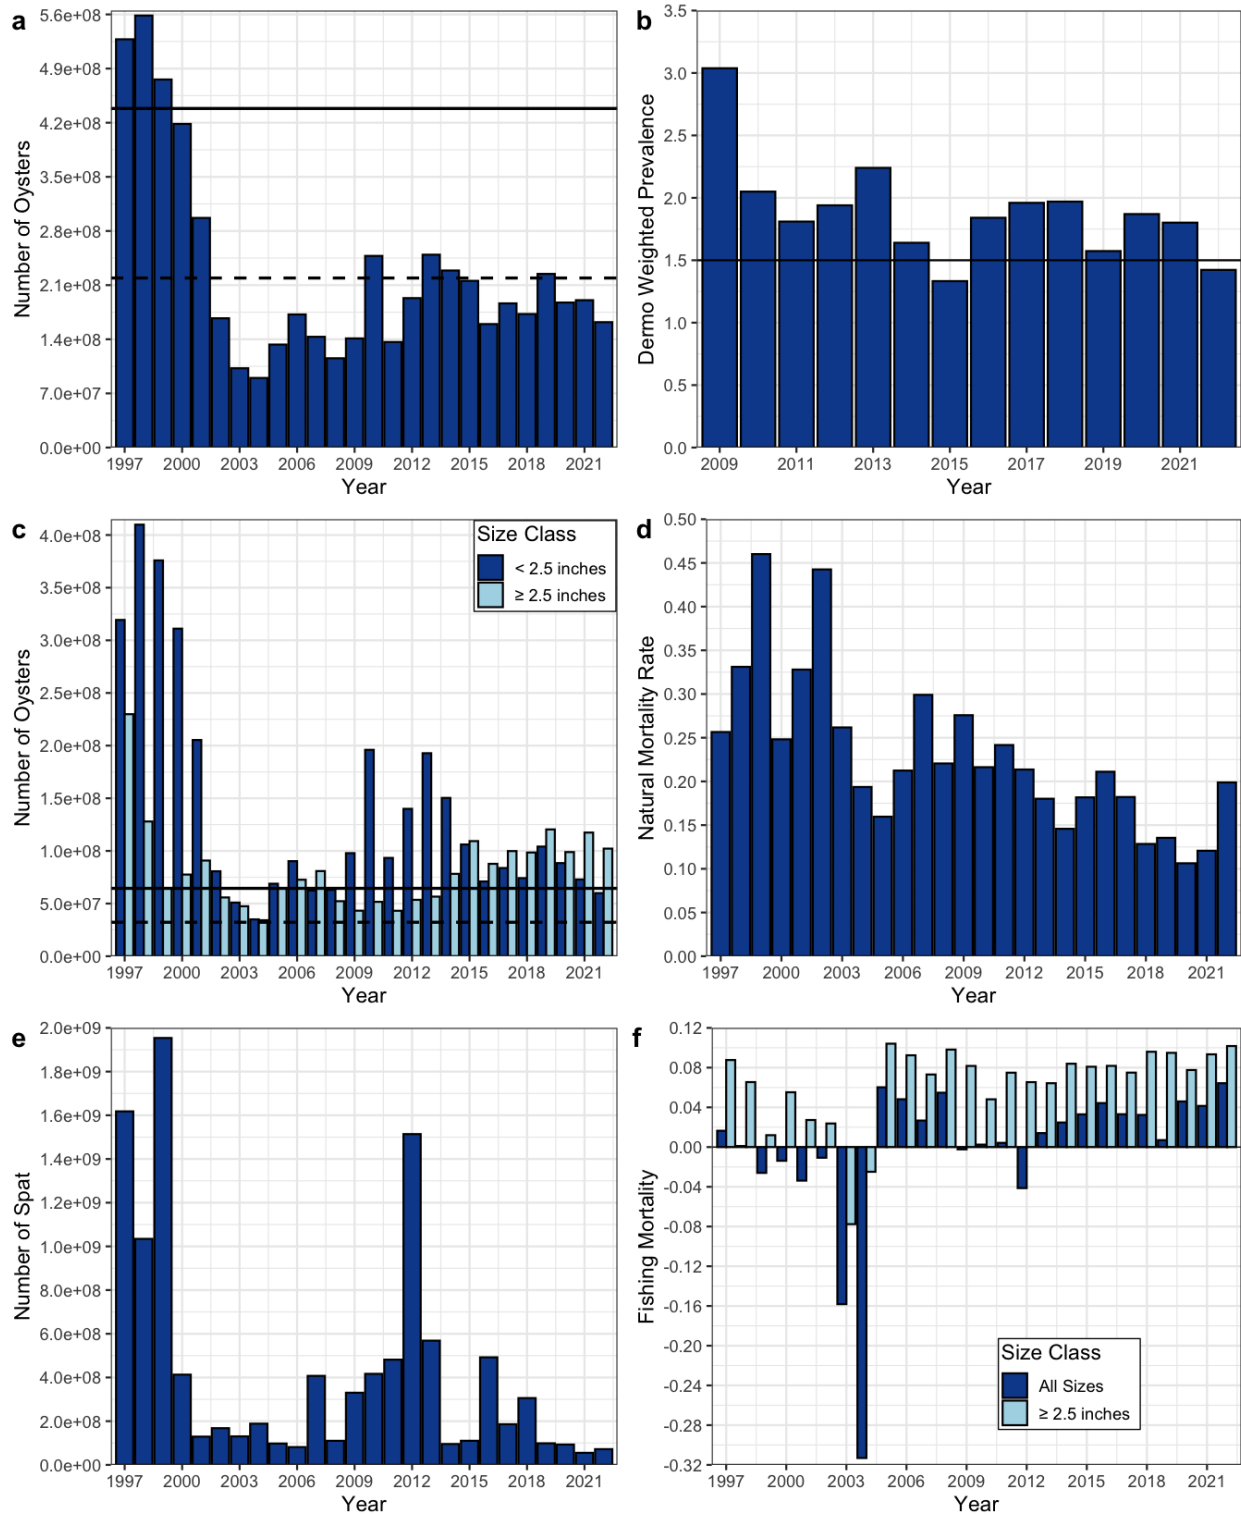 a
Number of Oysters
5.6e+08
4.9e+08
4.2e+08
3.5e+08
2.8e+08
2.1e+08
1.4e+08
7.0e+07
0.0e+00
1997 2000 2003 2006 2009 2012 2015 2018 2021
Year
b
Dermo Weighted Prevalence
3.5
3.0
2.5
2.0
1.5
1.0
0.5
0.0
2009 2011 2013 2015 2017 2019 2021
Year
c
Number of Oysters
4.0e+08
3.5e+08
3.0e+08
2.5e+08
2.0e+08
1.5e+08
1.0e+08
5.0e+07
0.0e+00
Size Class
< 2.5 inches
≥ 2.5 inches
1997 2000 2003 2006 2009 2012 2015 2018 2021
Year
d
Natural Mortality Rate
0.50
0.45
0.40
0.35
0.30
0.25
0.20
0.15
0.10
0.05
0.00
1997 2000 2003 2006 2009 2012 2015 2018 2021
Year
e
Number of Spat
2.0e+09
1.8e+09
1.6e+09
1.4e+09
1.2e+09
1.0e+09
8.0e+08
6.0e+08
4.0e+08
2.0e+08
0.0e+00
1997 2000 2003 2006 2009 2012 2015 2018 2021
Year
f
Fishing Mortality
0.12
0.08
0.04
0.00
-0.04
-0.08
-0.12
-0.16
-0.20
-0.24
-0.28
-0.32
Size Class
All Sizes
≥ 2.5 inches
1997 2000 2003 2006 2009 2012 2015 2018 2021
Year